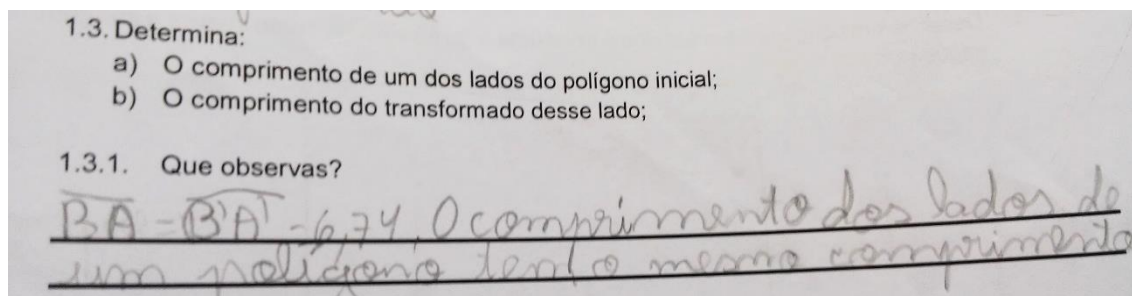 1.3. Determina:
a) O comprimento de um dos lados do polígono inicial;
b) O comprimento do transformado desse lado;
1.3.1. Que observas?
BA = B'A' = 6,74. O comprimento dos lados de
um polígono tem o mesmo comprimento